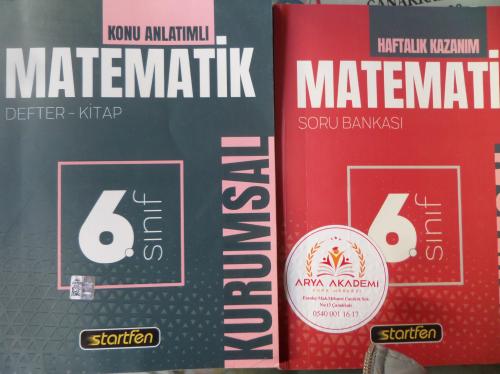 KONU ANLATIMLI
MATEMATİK
DEFTER - KİTAP
6.
sınıf
KURUMSAL
startfen
HAFTALIK KAZANIM
MATEMATİ
SORU BANKASI
6.
sınıf
ARYA AKADEMİ
0540 001 16 17
startfen